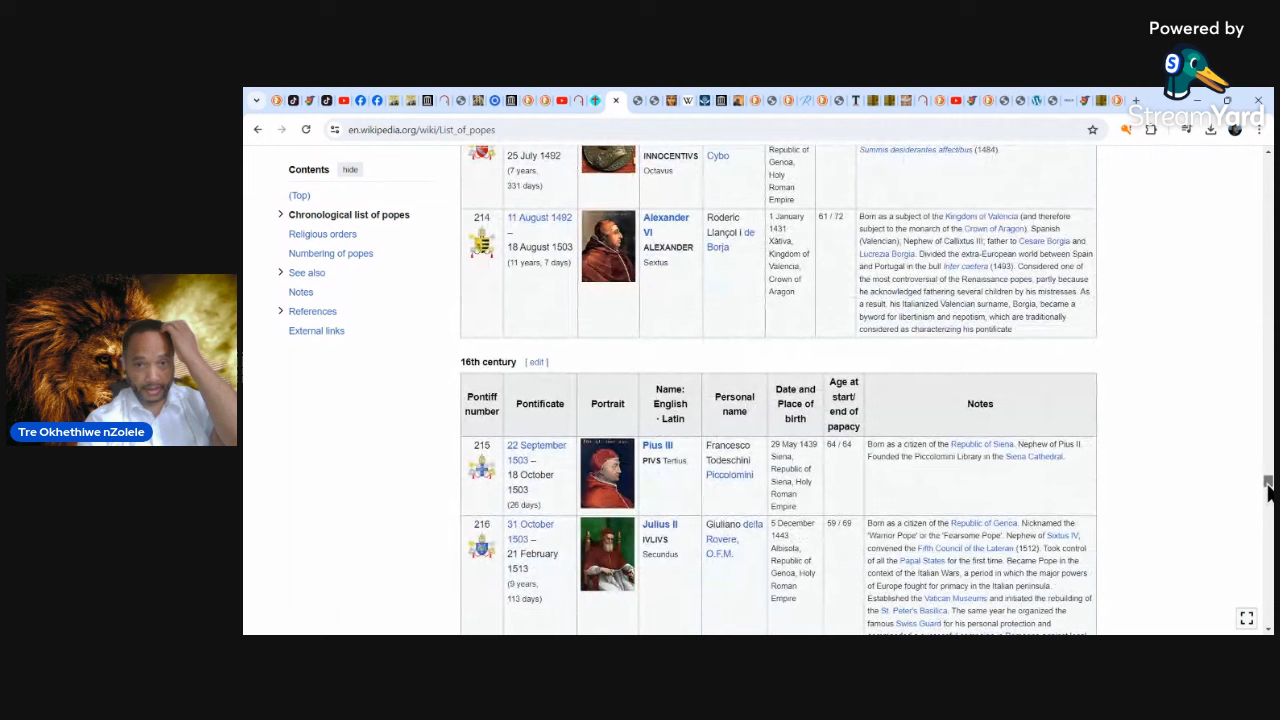 Powered by
StreamYard
en.wikipedia.org/wiki/List_of_popes
Contents hide
(Top)
Chronological list of popes
Religious orders
Numbering of popes
See also
Notes
References
External links
25 July 1492
(7 years,
331 days)
INNOCENTIVS
Octavus
Cybo
Republic of
Genoa,
Holy
Roman
Empire
Summis desiderantes affectibus (1484).
214
11 August 1492
–
18 August 1503
(11 years, 7 days)
Alexander
VI
ALEXANDER
Sextus
Roderic
Llançol i de
Borja
1 January
1431
Xàtiva,
Kingdom of
Valencia,
Crown of
Aragon
61 / 72
Born as a subject of the Kingdom of Valencia (and therefore
subject to the monarch of the Crown of Aragon). Spanish
(Valencian); Nephew of Callixtus III; father to Cesare Borgia and
Lucrezia Borgia. Divided the extra-European world between Spain
and Portugal in the bull Inter caetera (1493). Considered one of
the most controversial of the Renaissance popes, partly because
he acknowledged fathering several children by his mistresses. As
a result, his Italianized Valencian surname, Borgia, became a
byword for libertinism and nepotism, which are traditionally
considered as characterizing his pontificate
16th century [ edit ]
Pontiff
number
Pontificate
Portrait
Name:
English
· Latin
Personal
name
Date and
Place of
birth
Age at
start/
end of
papacy
Notes
215
22 September
1503 –
18 October
1503
(26 days)
Pius III
PIVS Tertius
Francesco
Todeschini
Piccolomini
29 May 1439
Siena,
Republic of
Siena, Holy
Roman
Empire
64 / 64
Born as a citizen of the Republic of Siena. Nephew of Pius II.
Founded the Piccolomini Library in the Siena Cathedral.
216
31 October
1503 –
21 February
1513
(9 years,
113 days)
Julius II
IVLIVS
Secundus
Giuliano della
Rovere,
O.F.M.
5 December
1443
Albisola,
Republic of
Genoa, Holy
Roman
Empire
59 / 69
Born as a citizen of the Republic of Genoa. Nicknamed the
'Warrior Pope' or the 'Fearsome Pope'. Nephew of Sixtus IV;
convened the Fifth Council of the Lateran (1512). Took control
of all the Papal States for the first time. Became Pope in the
context of the Italian Wars, a period in which the major powers
of Europe fought for primacy in the Italian peninsula.
Established the Vatican Museums and initiated the rebuilding of
the St. Peter's Basilica. The same year he organized the
famous Swiss Guard for his personal protection and
Tre Okhethiwe nZolele